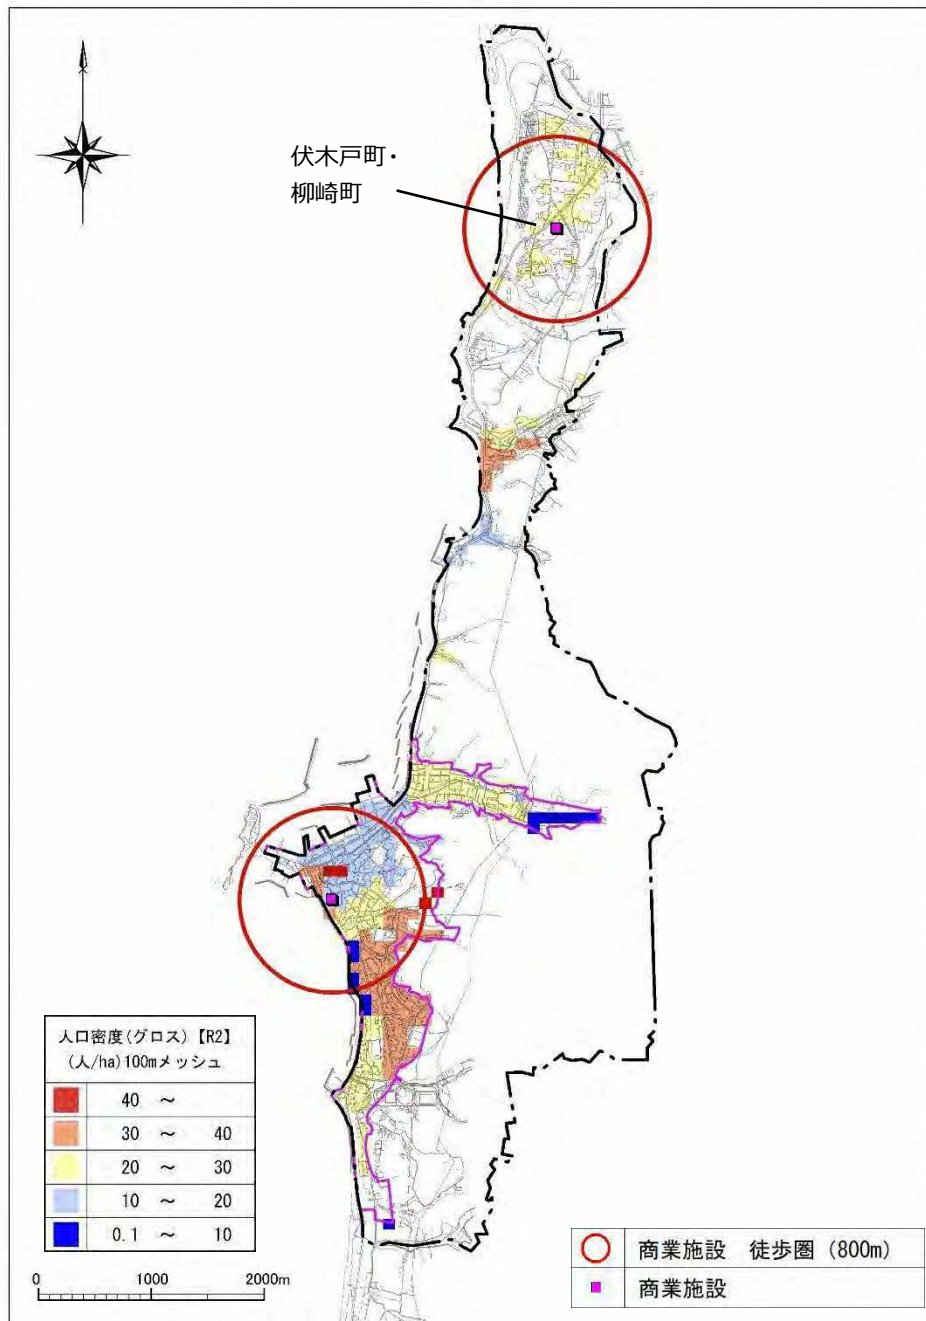 伏木戸町・
柳崎町
人口密度(グロス)【R2】
(人/ha)100mメッシュ
40 ～
30 ～ 40
20 ～ 30
10 ～ 20
0.1 ～ 10
0 1000 2000m
商業施設 徒歩圏 (800m)
商業施設